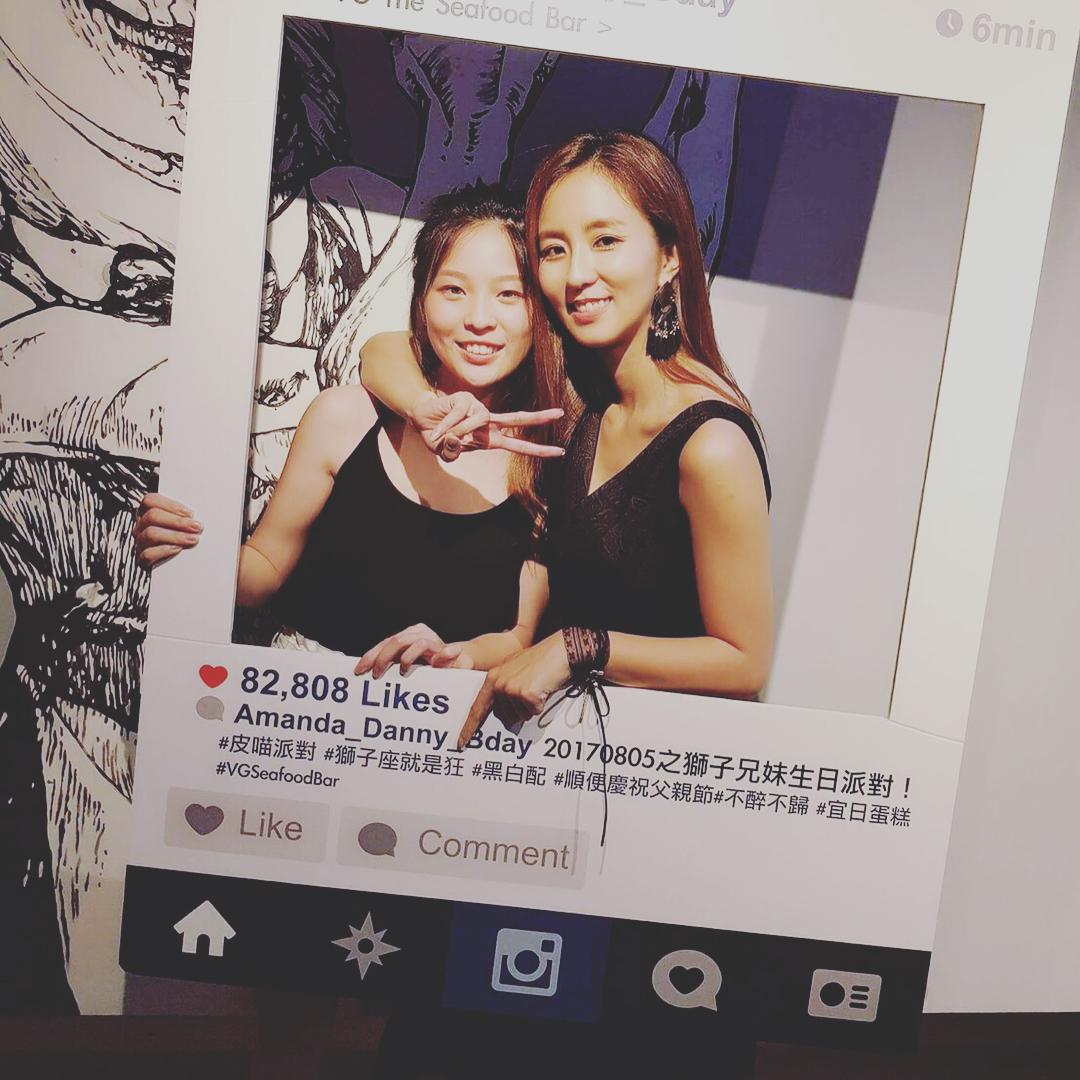 The Seafood Bar >
6min
82,808 Likes
Amanda_Danny_Bday 20170805之獅子兄妹生日派對！
#皮喵派對 #獅子座就是狂 #黑白配 #順便慶祝父親節#不醉不歸 #宜日蛋糕
#VGSeafoodBar
Like
Comment